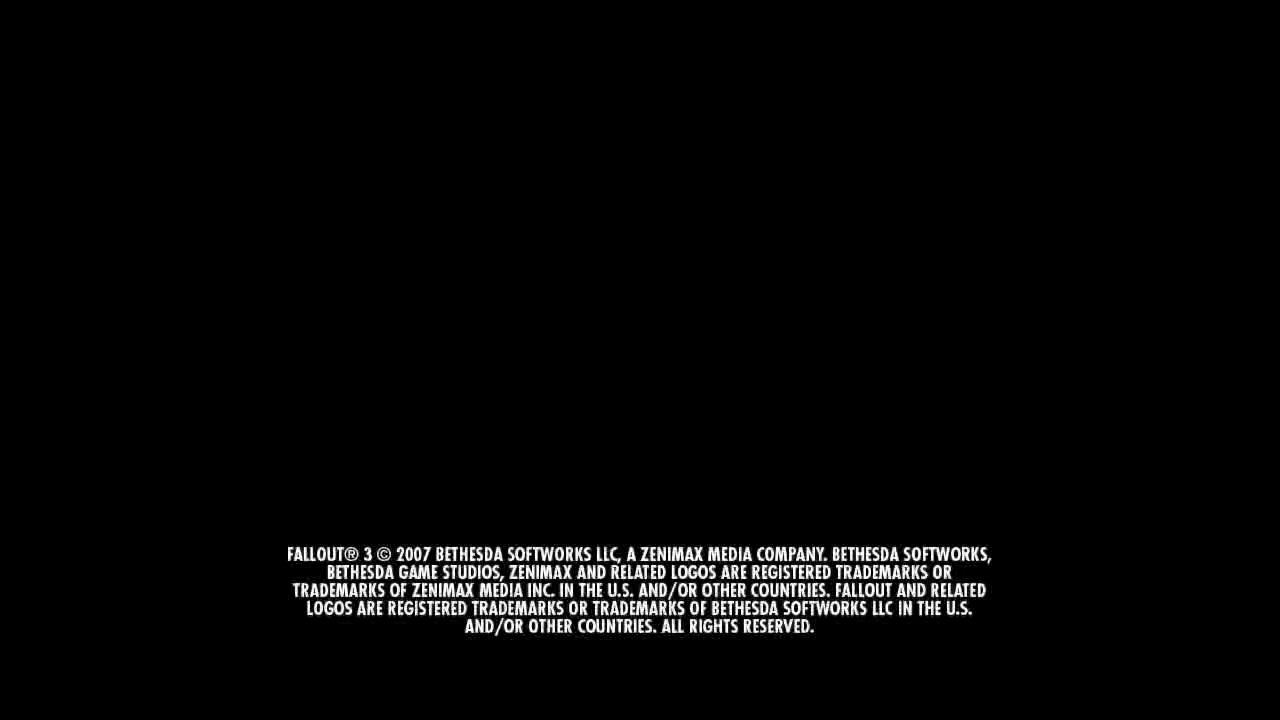 FALLOUT® 3 © 2007 BETHESDA SOFTWORKS LLC, A ZENIMAX MEDIA COMPANY. BETHESDA SOFTWORKS,
BETHESDA GAME STUDIOS, ZENIMAX AND RELATED LOGOS ARE REGISTERED TRADEMARKS OR
TRADEMARKS OF ZENIMAX MEDIA INC. IN THE U.S. AND/OR OTHER COUNTRIES. FALLOUT AND RELATED
LOGOS ARE REGISTERED TRADEMARKS OR TRADEMARKS OF BETHESDA SOFTWORKS LLC IN THE U.S.
AND/OR OTHER COUNTRIES. ALL RIGHTS RESERVED.